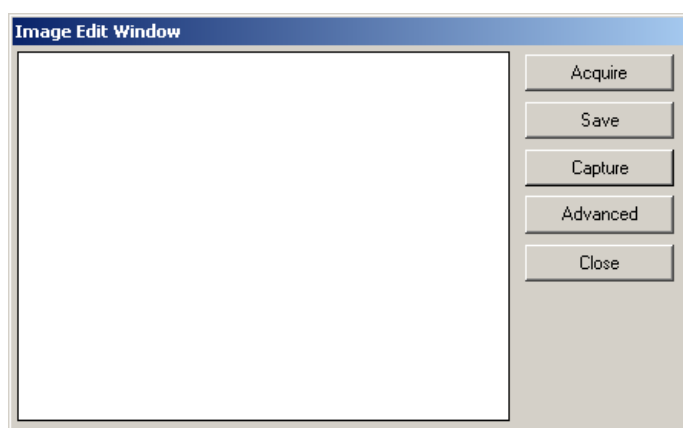 Image Edit Window
Acquire
Save
Capture
Advanced
Close